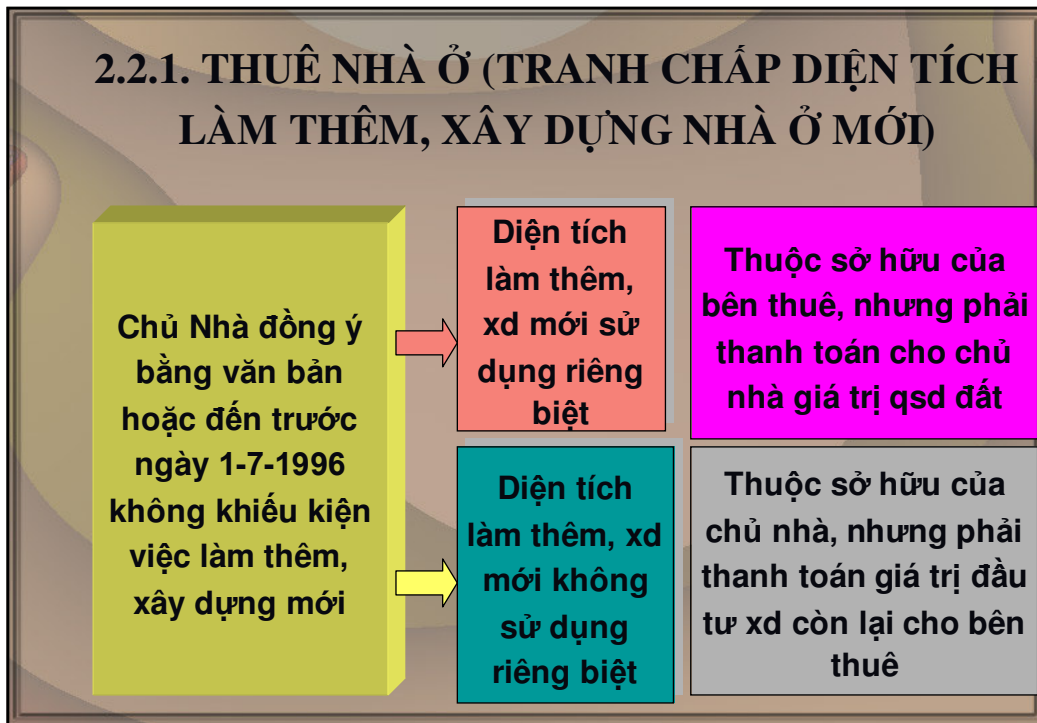 2.2.1. THUÊ NHÀ Ở (TRANH CHẤP DIỆN TÍCH
LÀM THÊM, XÂY DỰNG NHÀ Ở MỚI)
Chủ Nhà đồng ý
bằng văn bản
hoặc đến trước
ngày 1-7-1996
không khiếu kiện
việc làm thêm,
xây dựng mới
Diện tích
làm thêm,
xd mới sử
dụng riêng
biệt
Thuộc sở hữu của
bên thuê, nhưng phải
thanh toán cho chủ
nhà giá trị qsd đất
Diện tích
làm thêm, xd
mới không
sử dụng
riêng biệt
Thuộc sở hữu của
chủ nhà, nhưng phải
thanh toán giá trị đầu
tư xd còn lại cho bên
thuê